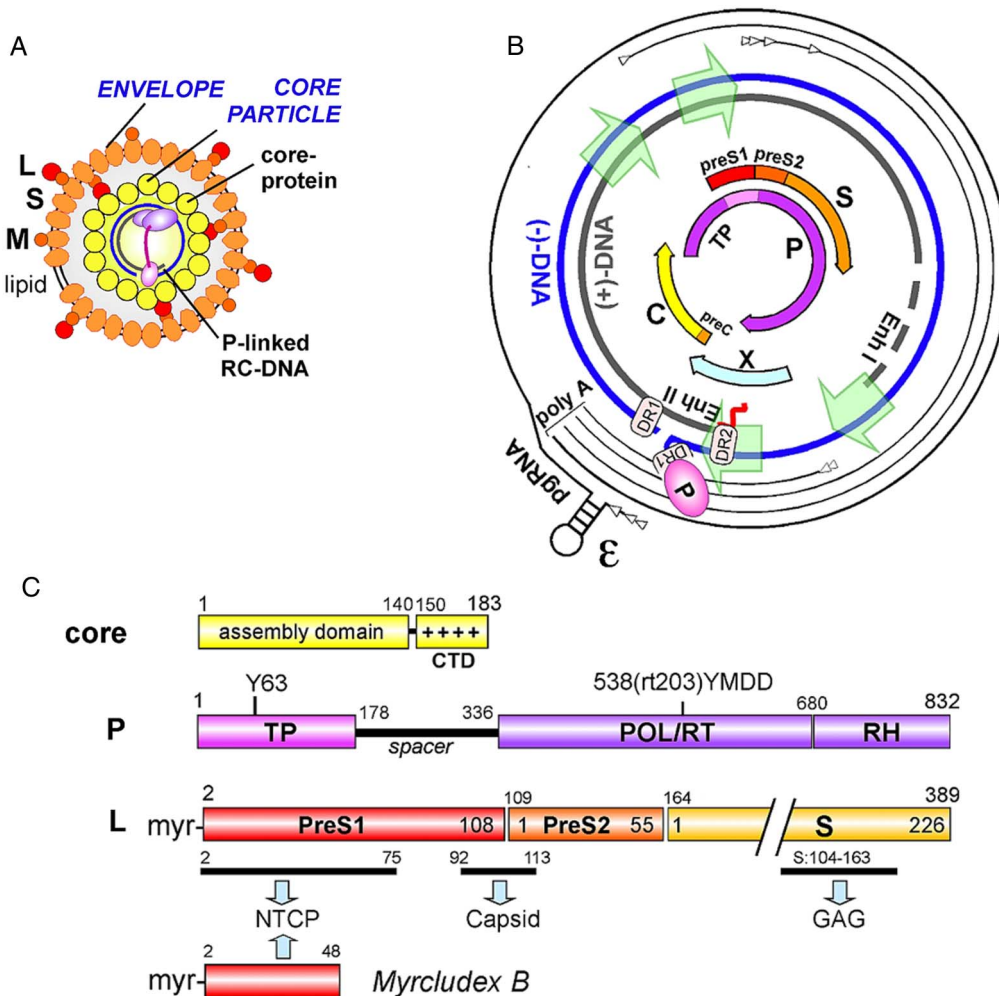 A
ENVELOPE
CORE
PARTICLE
core-
protein
L
S
M
lipid
P-linked
RC-DNA
B
preS1
preS2
S
TP
P
C
preC
X
(-)-DNA
(+)-DNA
Enh I
Enh II
DR1
DR2
DR1
P
poly A
pgRNA
ε
C
core
1
140
150
183
assembly domain
++++
CTD
P
1
Y63
178
336
538(rt203)YMDD
680
832
TP
spacer
POL/RT
RH
L
2
109
164
389
myr-
PreS1
108
1
PreS2
55
1
S
226
2
75
92
113
S:104-163
NTCP
Capsid
GAG
2
48
myr-
Myrcludex B